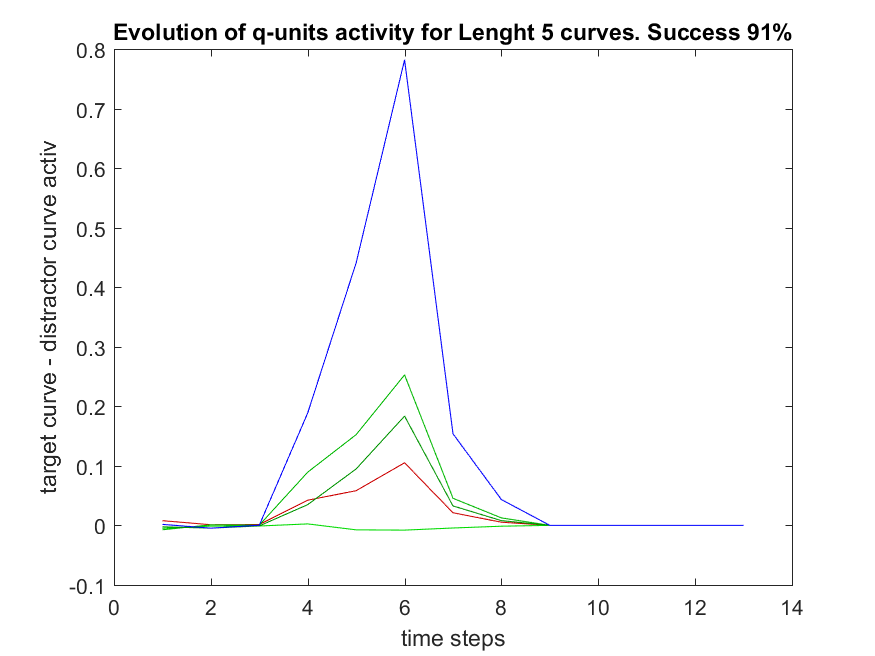 Evolution of q-units activity for Lenght 5 curves. Success 91%
target curve - distractor curve activ
0.8
0.7
0.6
0.5
0.4
0.3
0.2
0.1
0
-0.1
0 2 4 6 8 10 12 14
time steps